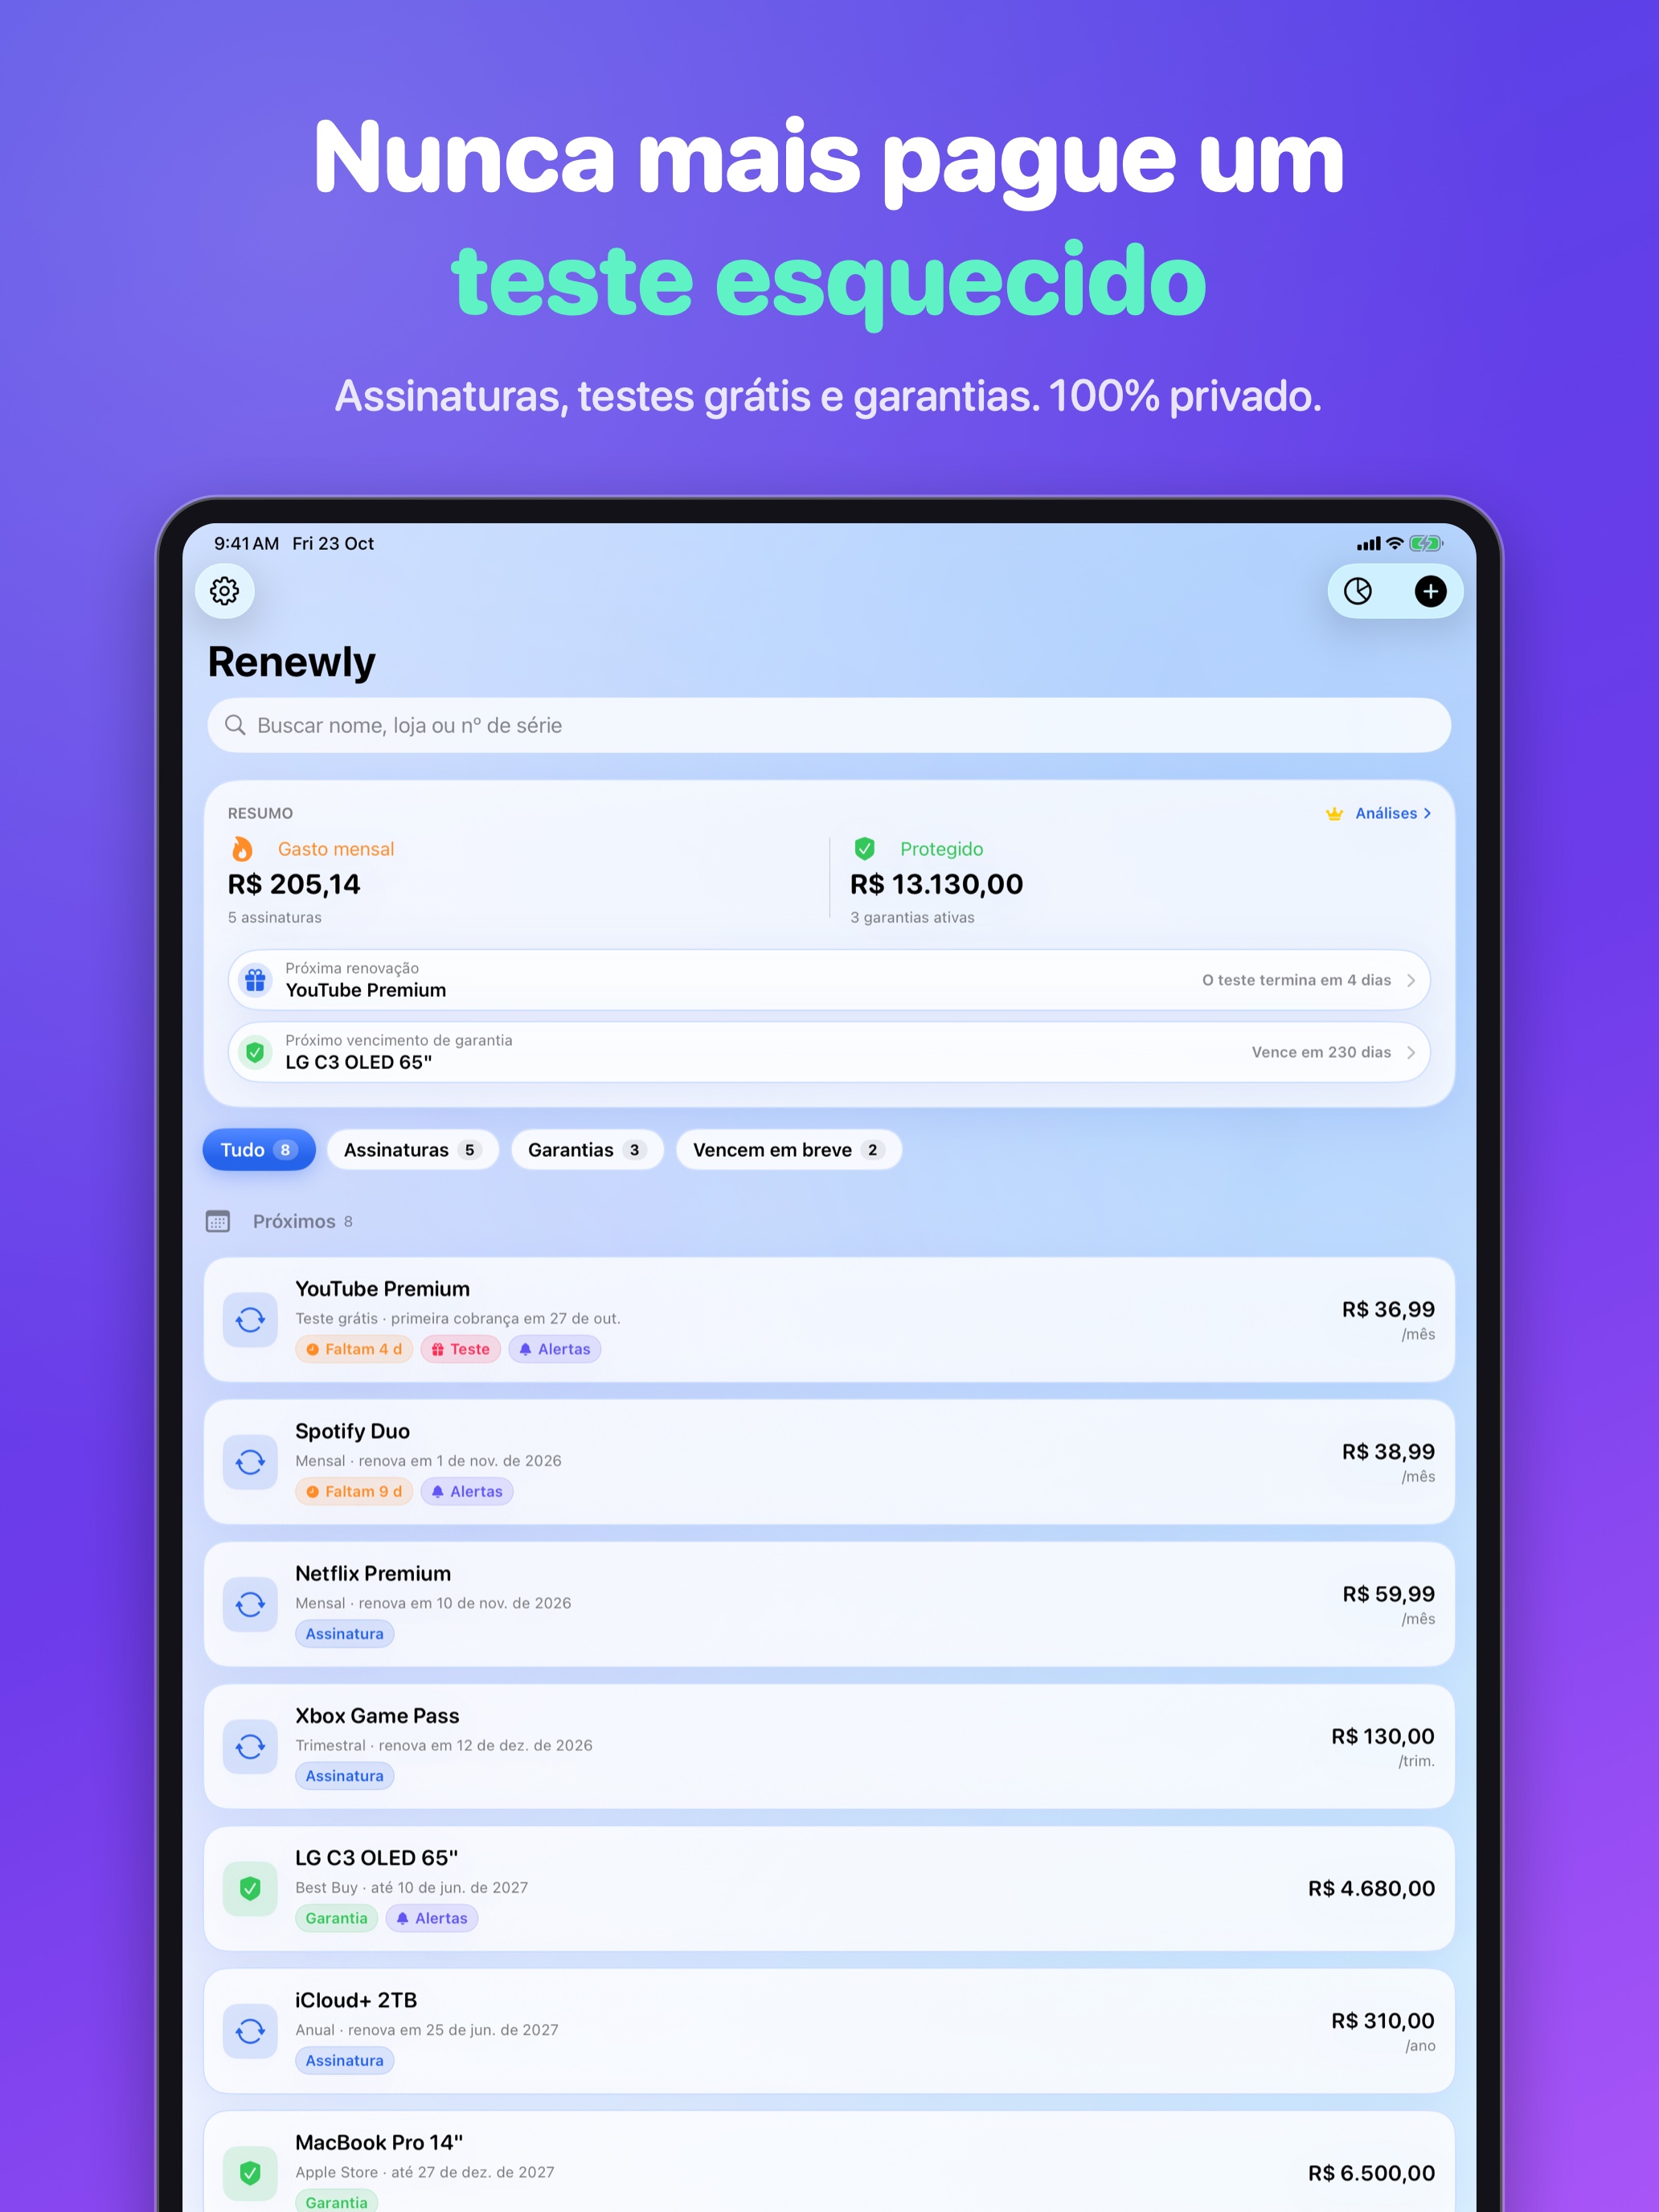 Nunca mais pague um
teste esquecido
Assinaturas, testes grátis e garantias. 100% privado.
9:41 AM Fri 23 Oct
Renewly
Buscar nome, loja ou nº de série
RESUMO
Análises
Gasto mensal
R$ 205,14
5 assinaturas
Protegido
R$ 13.130,00
3 garantias ativas
Próxima renovação
YouTube Premium
O teste termina em 4 dias
Próximo vencimento de garantia
LG C3 OLED 65"
Vence em 230 dias
Tudo 8
Assinaturas 5
Garantias 3
Vencem em breve 2
Próximos 8
YouTube Premium
Teste grátis · primeira cobrança em 27 de out.
Faltam 4 d
Teste
Alertas
R$ 36,99
/mês
Spotify Duo
Mensal · renova em 1 de nov. de 2026
Faltam 9 d
Alertas
R$ 38,99
/mês
Netflix Premium
Mensal · renova em 10 de nov. de 2026
Assinatura
R$ 59,99
/mês
Xbox Game Pass
Trimestral · renova em 12 de dez. de 2026
Assinatura
R$ 130,00
/trim.
LG C3 OLED 65"
Best Buy · até 10 de jun. de 2027
Garantia
Alertas
R$ 4.680,00
iCloud+ 2TB
Anual · renova em 25 de jun. de 2027
Assinatura
R$ 310,00
/ano
MacBook Pro 14"
Apple Store · até 27 de dez. de 2027
Garantia
R$ 6.500,00